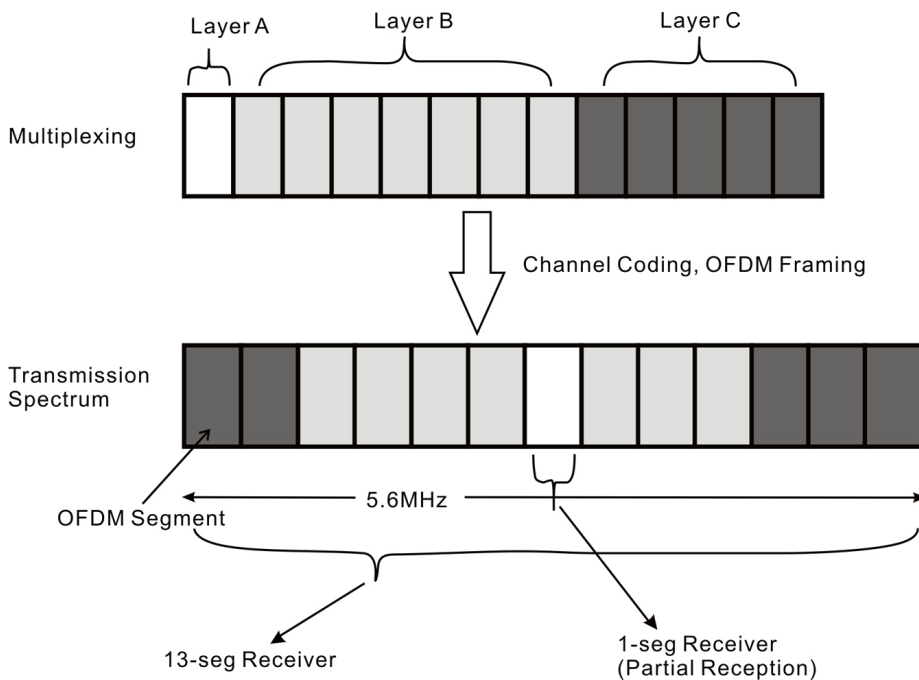 Layer A
Layer B
Layer C
Multiplexing
Channel Coding, OFDM Framing
Transmission
Spectrum
5.6MHz
OFDM Segment
13-seg Receiver
1-seg Receiver
(Partial Reception)